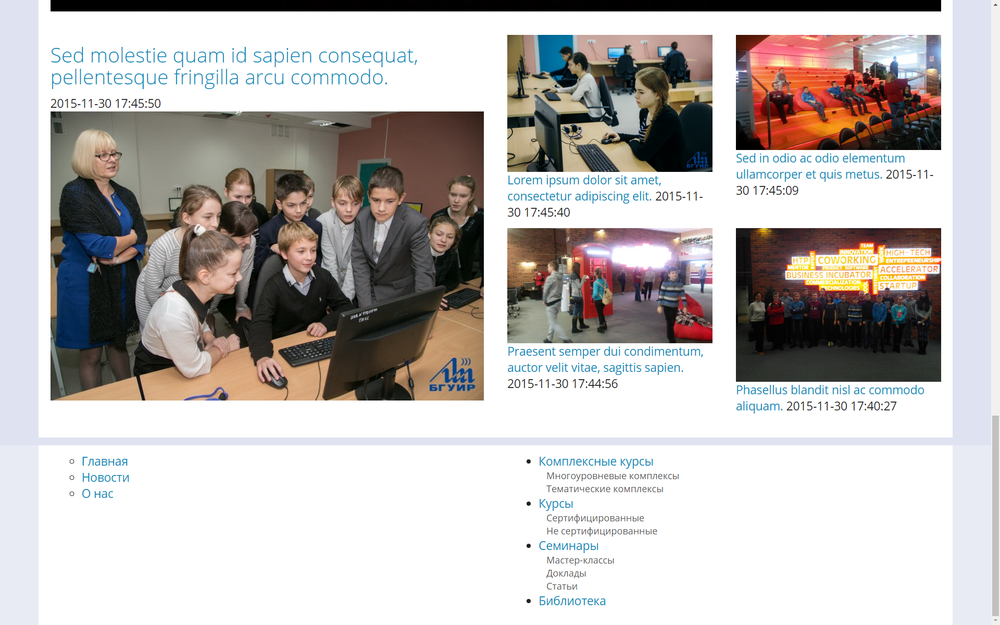 Sed molestie quam id sapien consequat,
pellentesque fringilla arcu commodo.
2015-11-30 17:45:50
БГУИР
БГУИР
Lorem ipsum dolor sit amet,
consectetur adipiscing elit. 2015-11-
30 17:45:40
Sed in odio ac odio elementum
ullamcorper et quis metus. 2015-11-
30 17:45:09
Praesent semper dui condimentum,
auctor velit vitae, sagittis sapien.
2015-11-30 17:44:56
TEAM
INNOVATION
WORK
HIGH-TECH
HTP
EXPERT
COWORKING
ENTREPRENEURSHIP
MENTOR
PRODUCT SOFTWARE
ACCELERATOR
BUSINESS INCUBATOR
INVESTMENT
COLLABORATION
COMMERCIALIZATION
TECHNOLOGIES
STARTUP
Phasellus blandit nisl ac commodo
aliquam. 2015-11-30 17:40:27
Главная
Новости
О нас
Комплексные курсы
Многоуровневые комплексы
Тематические комплексы
Курсы
Сертифицированные
Не сертифицированные
Семинары
Мастер-классы
Доклады
Статьи
Библиотека